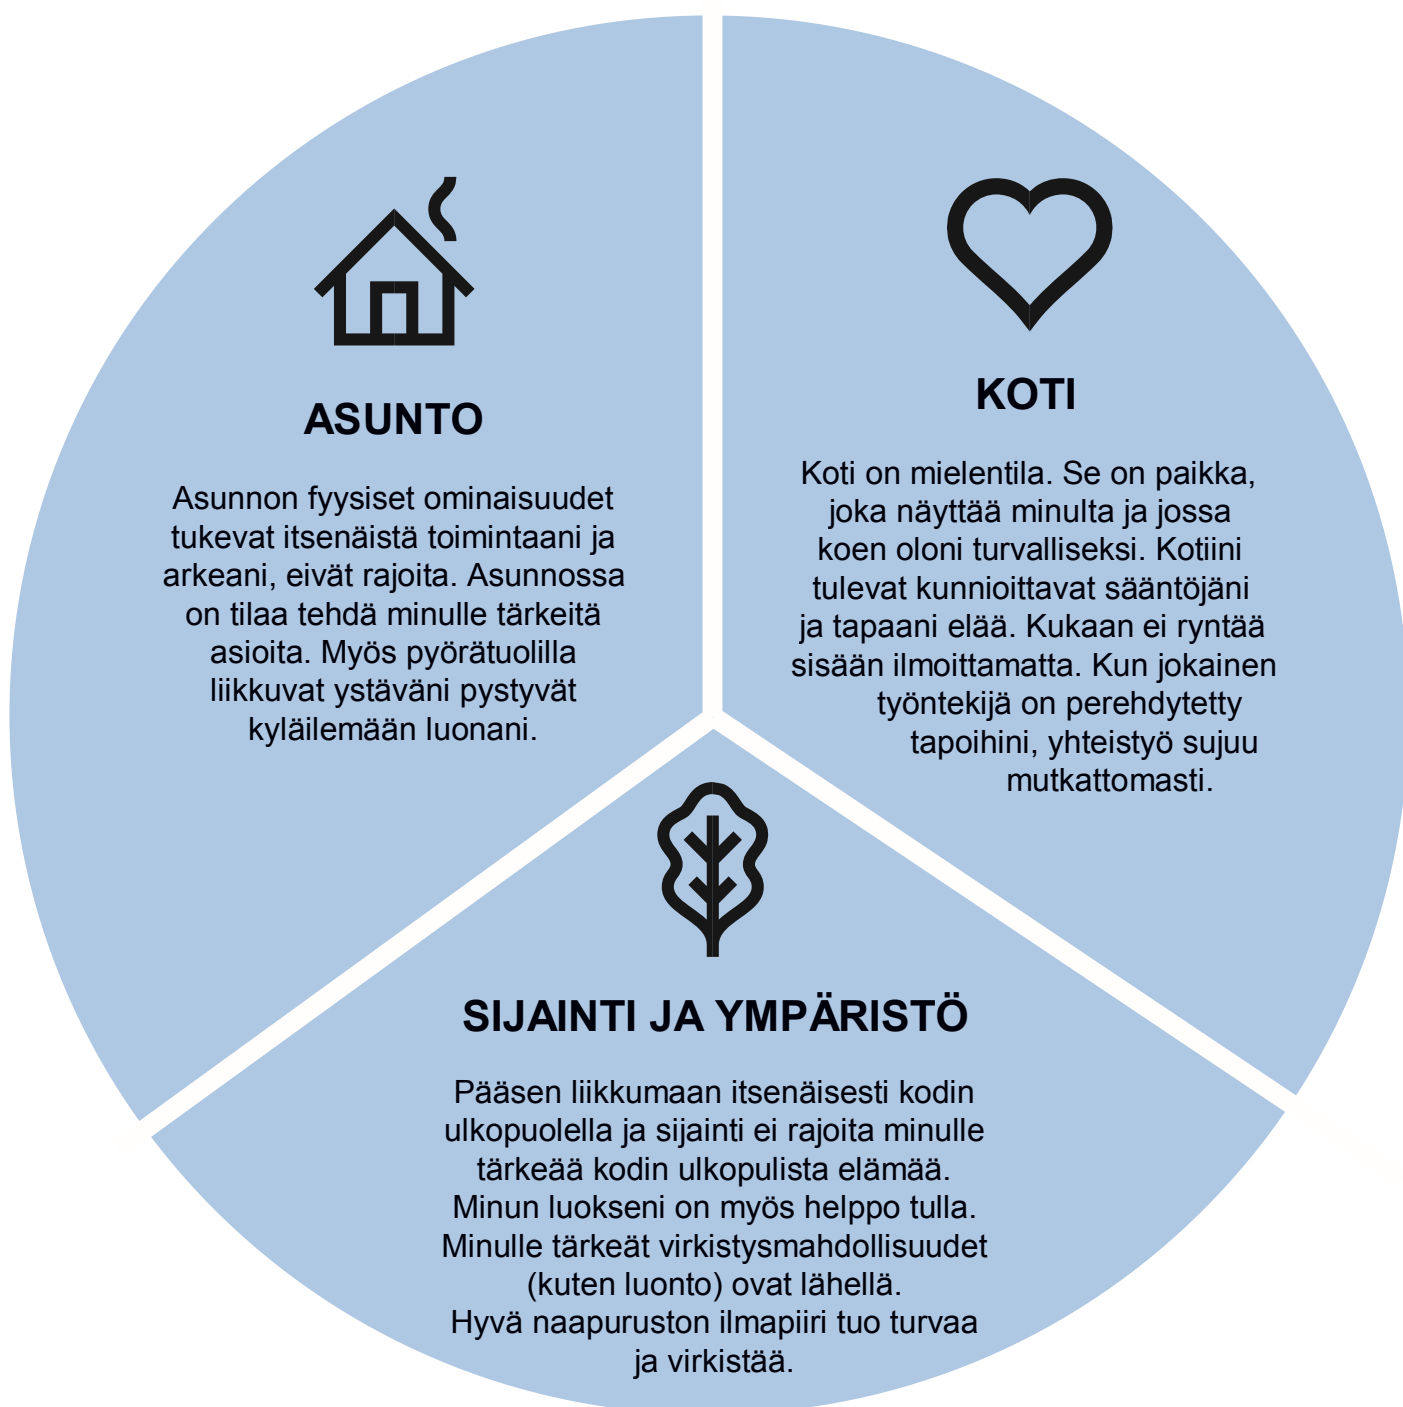 ASUNTO
Asunnon fyysiset ominaisuudet
tukevat itsenäistä toimintaani ja
arkeani, eivät rajoita. Asunnossa
on tilaa tehdä minulle tärkeitä
asioita. Myös pyörätuolilla
liikkuvat ystäväni pystyvät
kyläilemään luonani.
KOTI
Koti on mielentila. Se on paikka,
joka näyttää minulta ja jossa
koen oloni turvalliseksi. Kotiini
tulevat kunnioittavat sääntöjäni
ja tapaani elää. Kukaan ei ryntää
sisään ilmoittamatta. Kun jokainen
työntekijä on perehdytetty
tapoihini, yhteistyö sujuu
mutkattomasti.
SIJAINTI JA YMPÄRISTÖ
Pääsen liikkumaan itsenäisesti kodin
ulkopuolella ja sijainti ei rajoita minulle
tärkeää kodin ulkopulista elämää.
Minun luokseni on myös helppo tulla.
Minulle tärkeät virkistysmahdollisuudet
(kuten luonto) ovat lähellä.
Hyvä naapuruston ilmapiiri tuo turvaa
ja virkistää.